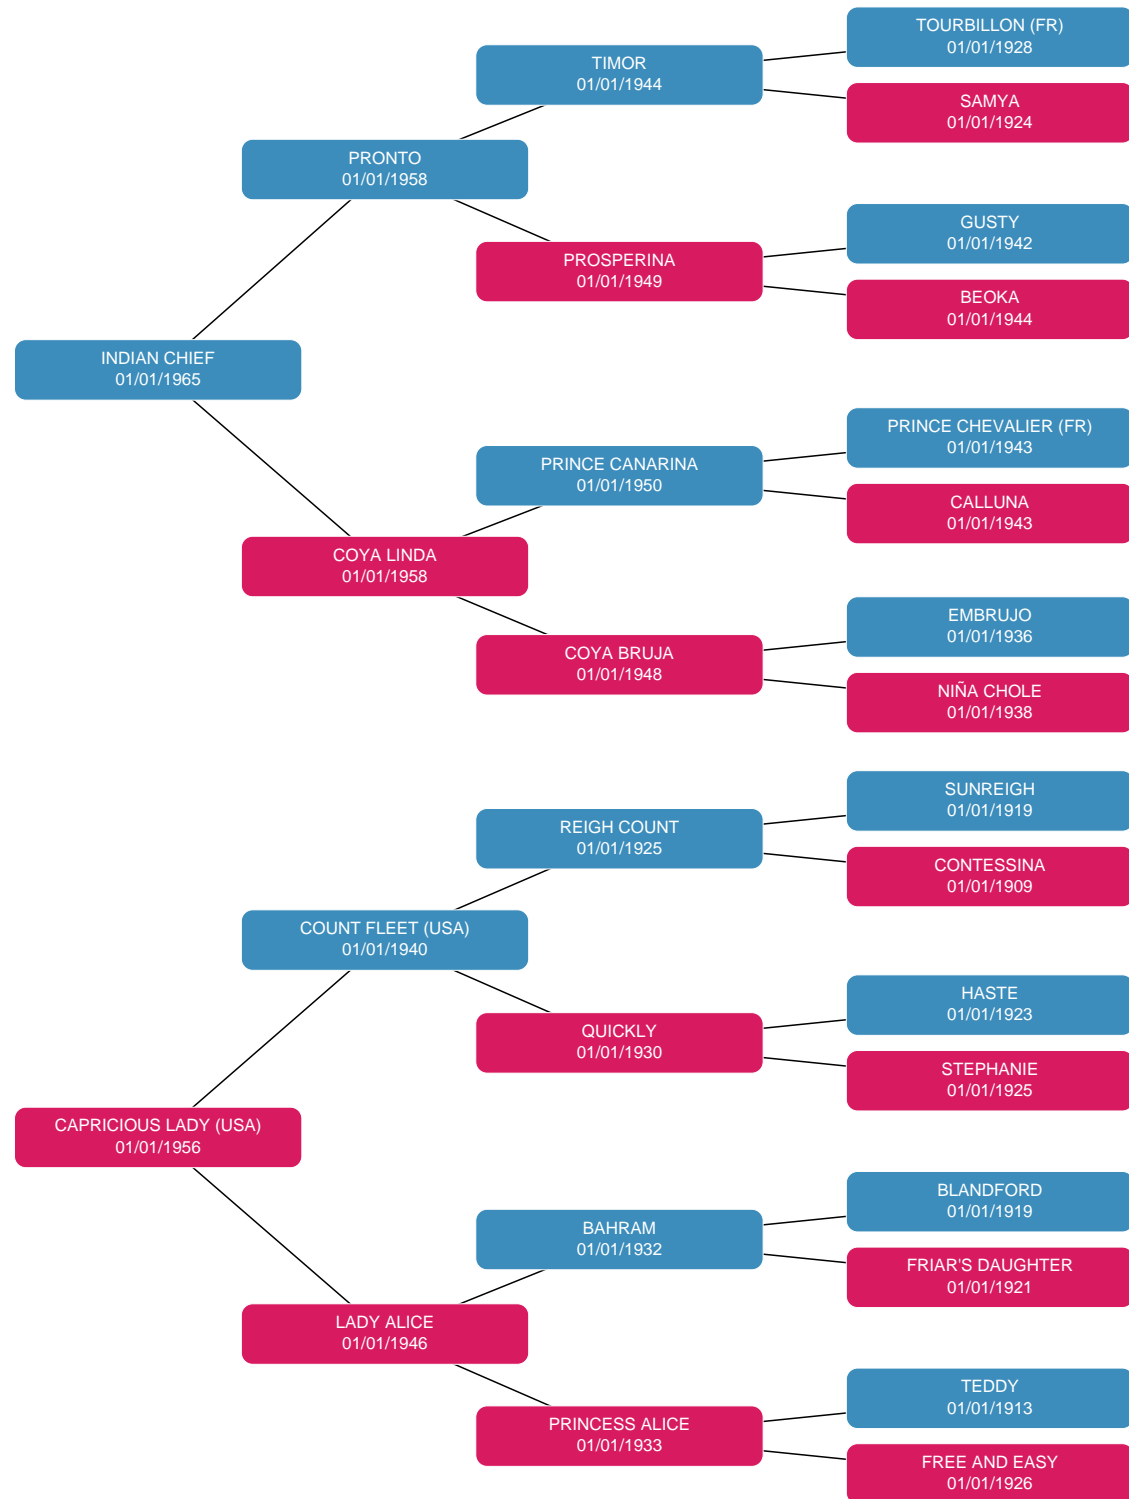 TOURBILLON (FR)
01/01/1928
TIMOR
01/01/1944
SAMYA
01/01/1924
PRONTO
01/01/1958
GUSTY
01/01/1942
PROSPERINA
01/01/1949
BEOKA
01/01/1944
INDIAN CHIEF
01/01/1965
PRINCE CHEVALIER (FR)
01/01/1943
PRINCE CANARINA
01/01/1950
CALLUNA
01/01/1943
COYA LINDA
01/01/1958
EMBRUJO
01/01/1936
COYA BRUJA
01/01/1948
NIÑA CHOLE
01/01/1938
SUNREIGH
01/01/1919
REIGH COUNT
01/01/1925
CONTESSINA
01/01/1909
COUNT FLEET (USA)
01/01/1940
HASTE
01/01/1923
QUICKLY
01/01/1930
STEPHANIE
01/01/1925
CAPRICIOUS LADY (USA)
01/01/1956
BLANDFORD
01/01/1919
BAHRAM
01/01/1932
FRIAR'S DAUGHTER
01/01/1921
LADY ALICE
01/01/1946
TEDDY
01/01/1913
PRINCESS ALICE
01/01/1933
FREE AND EASY
01/01/1926